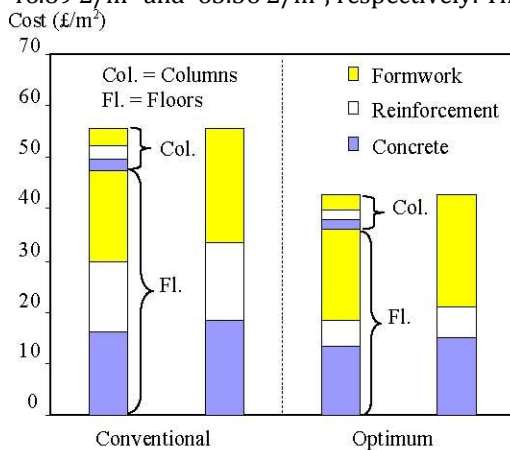 Cost (£/m²)
70
60
50
40
30
20
10
0
Col. = Columns
Fl. = Floors
Formwork
Reinforcement
Concrete
Col.
Fl.
Col.
Fl.
Conventional
Optimum